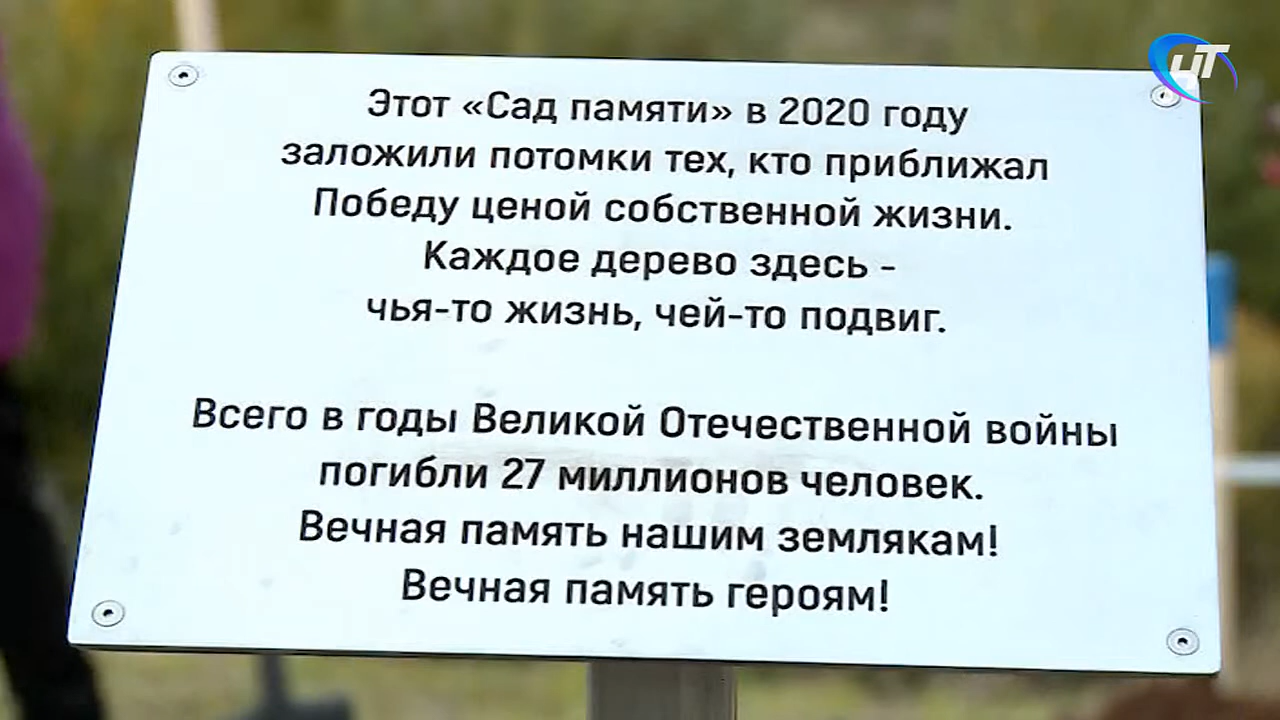 НТ
Этот «Сад памяти» в 2020 году
заложили потомки тех, кто приближал
Победу ценой собственной жизни.
Каждое дерево здесь -
чья-то жизнь, чей-то подвиг.
Всего в годы Великой Отечественной войны
погибли 27 миллионов человек.
Вечная память нашим землякам!
Вечная память героям!